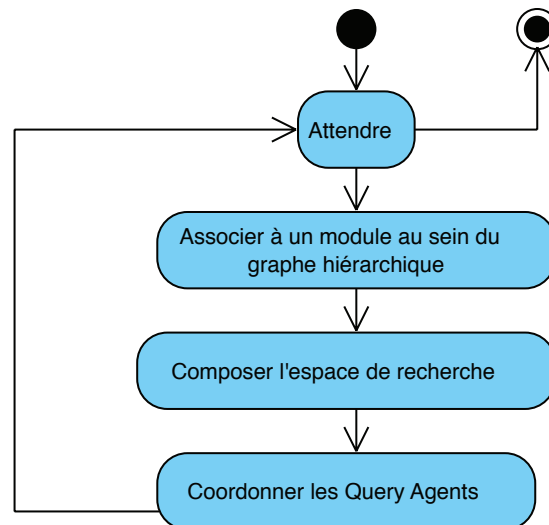 Attendre
Associer à un module au sein du
graphe hiérarchique
Composer l'espace de recherche
Coordonner les Query Agents